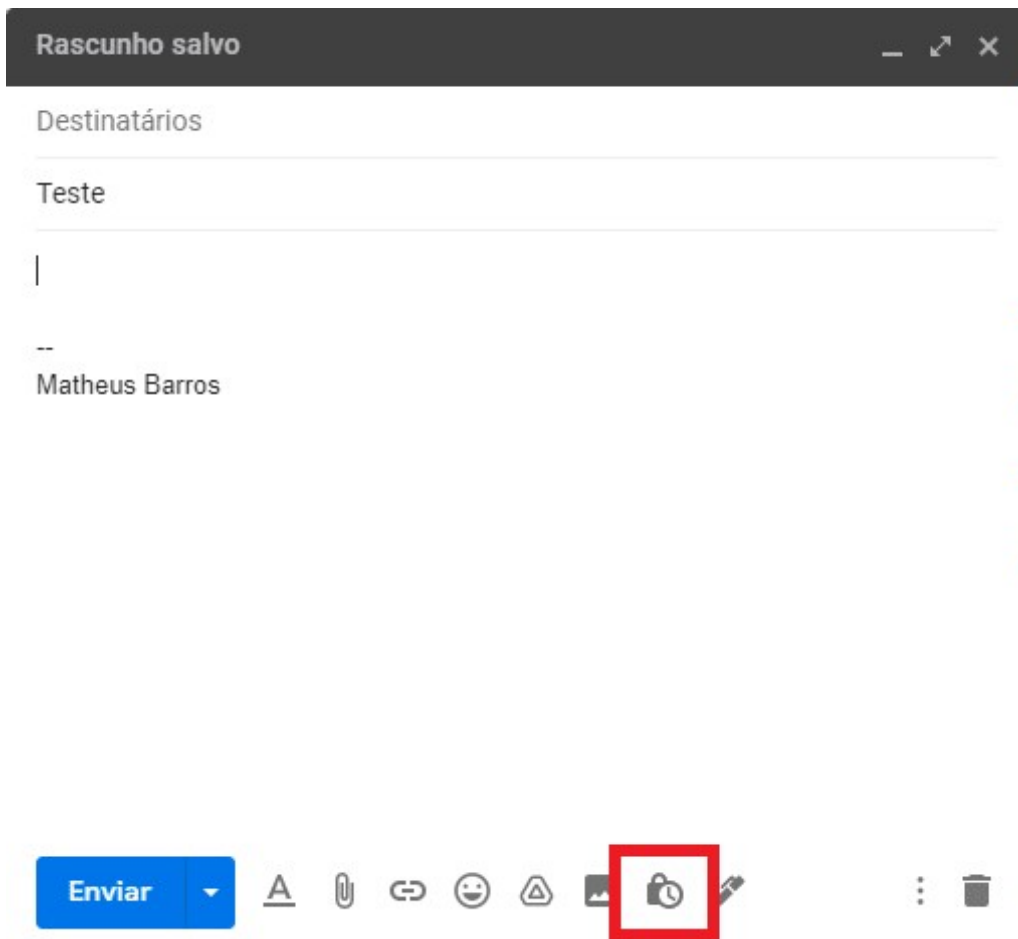 Rascunho salvo
Destinatários
Teste
--
Matheus Barros
Enviar